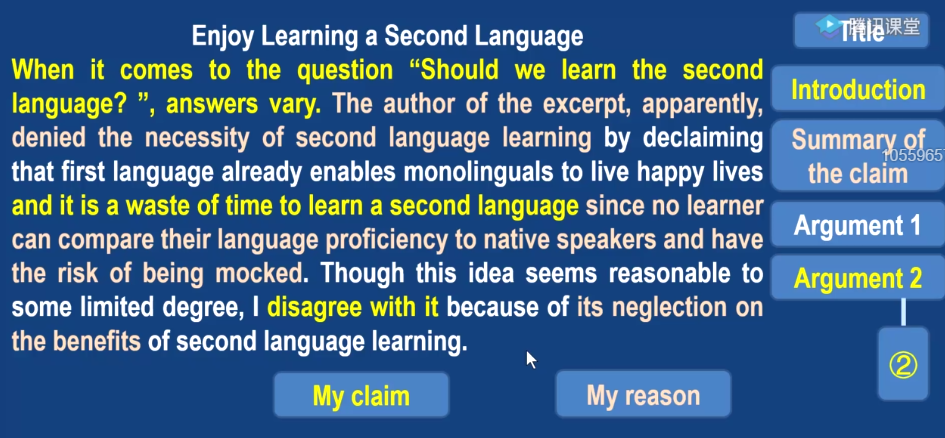 Enjoy Learning a Second Language
When it comes to the question “Should we learn the second
language? ”, answers vary. The author of the excerpt, apparently,
denied the necessity of second language learning by declaiming
that first language already enables monolinguals to live happy lives
and it is a waste of time to learn a second language since no learner
can compare their language proficiency to native speakers and have
the risk of being mocked. Though this idea seems reasonable to
some limited degree, I disagree with it because of its neglection on
the benefits of second language learning.
My claim
My reason
腾讯课堂
Title
Introduction
Summary of
the claim
1055965
Argument 1
Argument 2
②